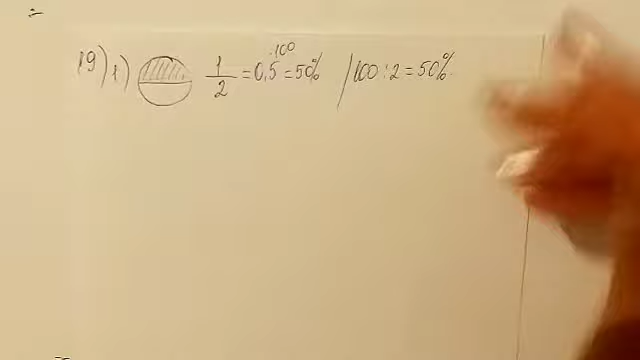 19) 1) 1/2 = 0,5 ·100 = 50% / 100 : 2 = 50%